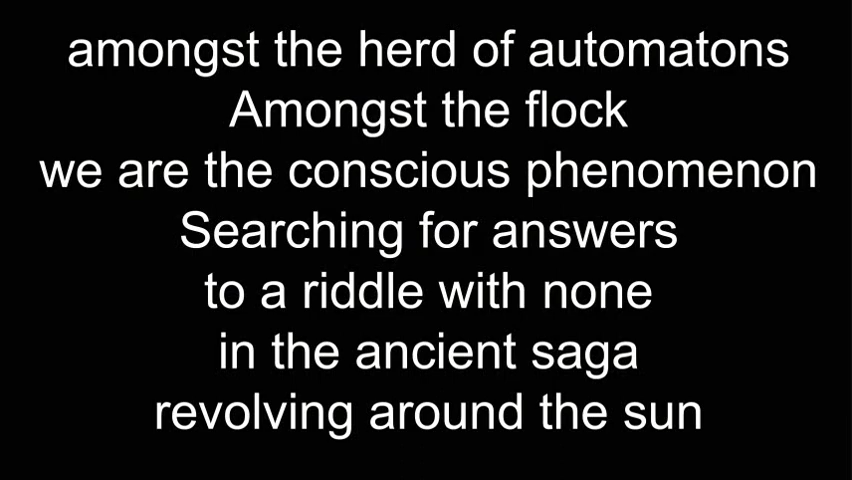 amongst the herd of automatons
Amongst the flock
we are the conscious phenomenon
Searching for answers
to a riddle with none
in the ancient saga
revolving around the sun